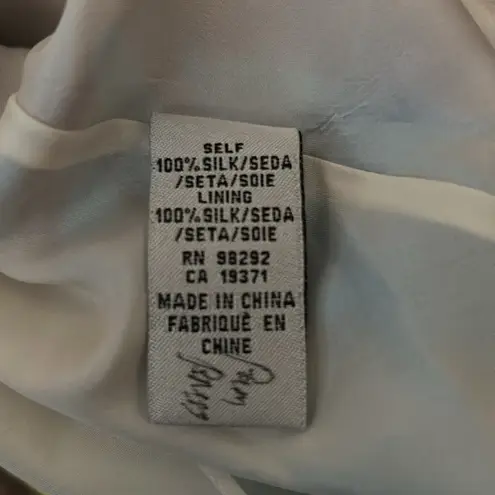 SELF
100%SILK/SEDA
/SETA/SOIE
LINING
100%SILK/SEDA
/SETA/SOIE
RN 98292
CA 19371
MADE IN CHINA
FABRIQUÈ EN
CHINE